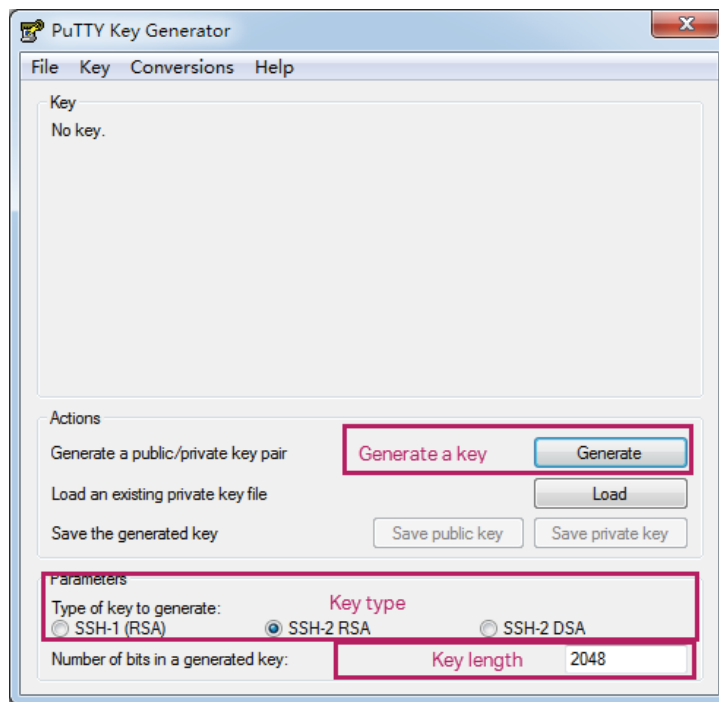 PuTTY Key Generator
File Key Conversions Help
Key
No key.
Actions
Generate a public/private key pair Generate a key Generate
Load an existing private key file Load
Save the generated key Save public key Save private key
Parameters
Type of key to generate: Key type
SSH-1 (RSA) SSH-2 RSA SSH-2 DSA
Number of bits in a generated key: Key length 2048